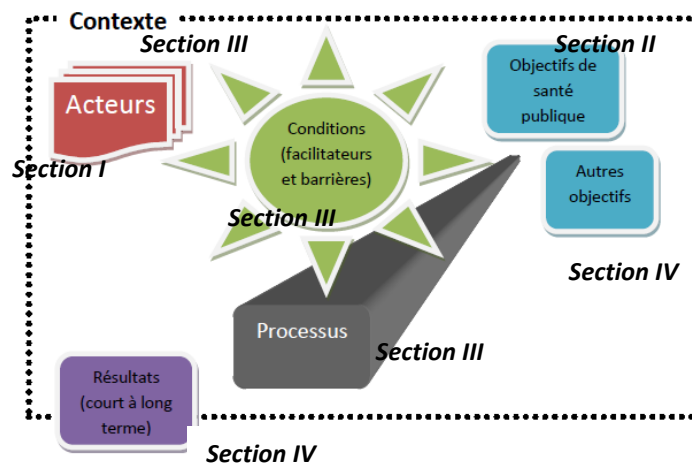 Contexte
Section III
Section II
Acteurs
Objectifs de
santé
publique
Conditions
(facilitateurs
et barrières)
Section I
Autres
objectifs
Section III
Section IV
Processus
Section III
Résultats
(court à long
terme)
Section IV